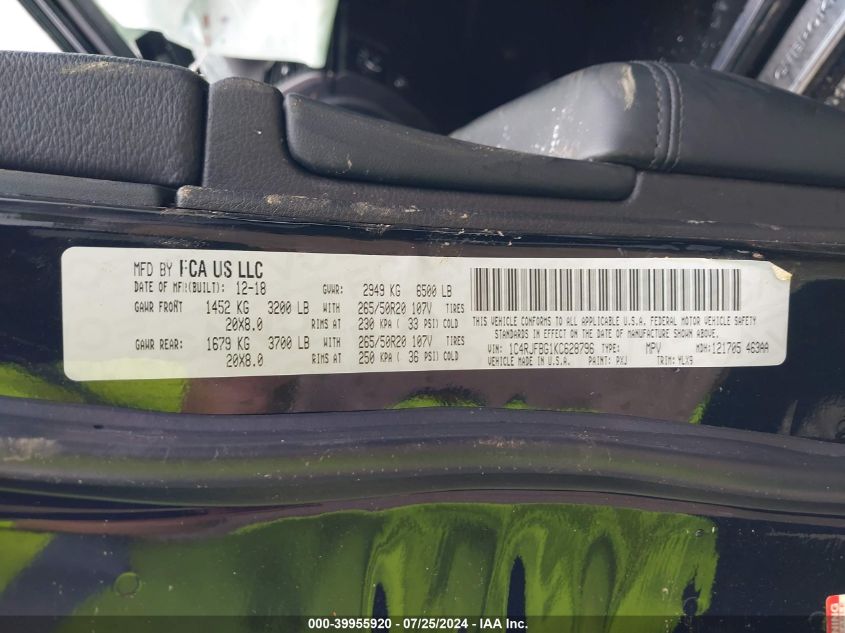 MFD BY FCA US LLC
DATE OF MFR(BUILT): 12-18 GVWR: 2949 KG 6500 LB
GAWR FRONT 1452 KG 3200 LB WITH 265/50R20 107V TIRES
20X8.0 RIMS AT 230 KPA ( 33 PSI) COLD
GAWR REAR: 1679 KG 3700 LB WITH 265/50R20 107V TIRES
20X8.0 RIMS AT 250 KPA ( 36 PSI) COLD
THIS VEHICLE CONFORMS TO ALL APPLICABLE U.S.A. FEDERAL MOTOR VEHICLE SAFETY
STANDARDS IN EFFECT ON THE DATE OF MANUFACTURE SHOWN ABOVE.
VIN: 1C4RJFBG1KC628796 TYPE: MPV MDH: 121705 463AA
VEHICLE MADE IN U.S.A. PAINT: PXJ TRIM: YLX9
000-39955920 / 07/25/2024 / IAA, Inc.